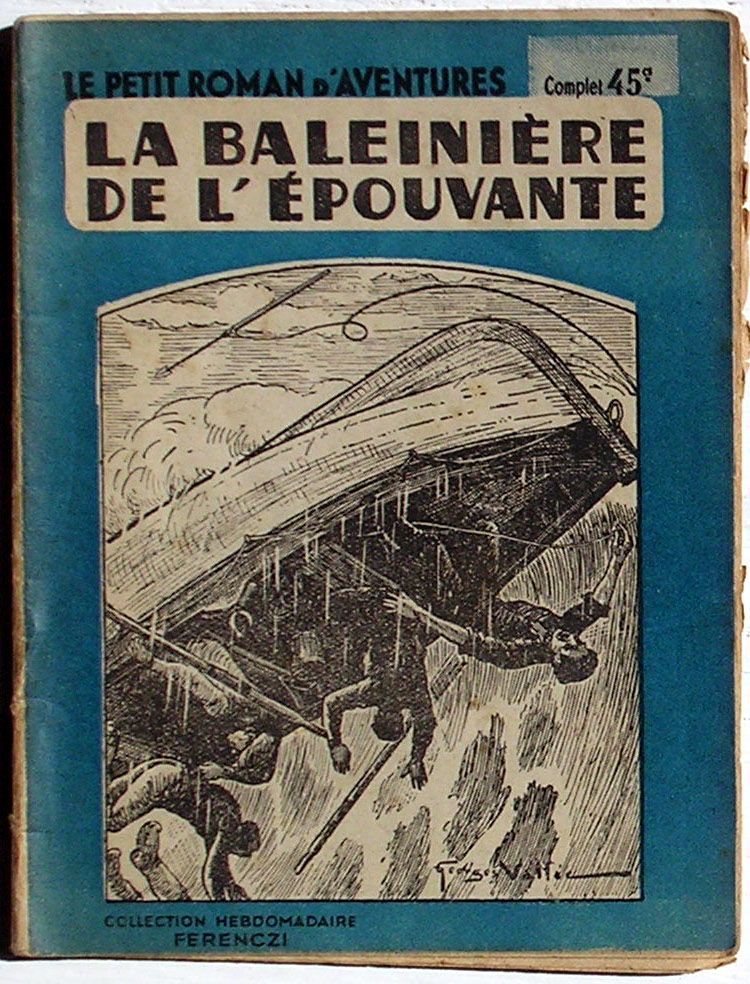 LE PETIT ROMAN D'AVENTURES
Complet 45c.
LA BALEINIÈRE
DE L'ÉPOUVANTE
COLLECTION HEBDOMADAIRE
FERENCZI